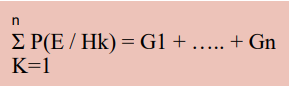 n
Σ P(E / Hk) = G1 + ..... + Gn
K=1